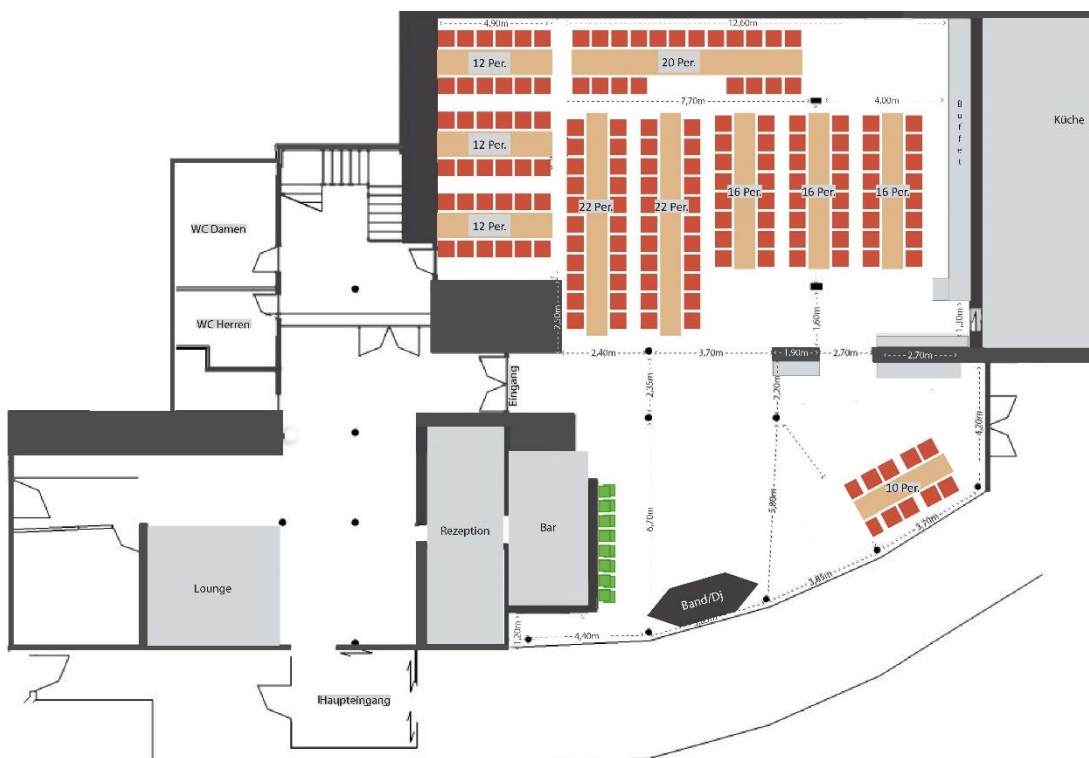 4,90m
12,60m
12 Per.
20 Per.
7,70m
4,00m
Buffet
Küche
12 Per.
22 Per.
22 Per.
16 Per.
16 Per.
16 Per.
12 Per.
WC Damen
WC Herren
2,50m
1,60m
1,30m
2,40m
3,70m
1,90m
2,70m
2,70m
Eingang
2,35m
2,20m
4,20m
10 Per.
Rezeption
Bar
6,70m
5,80m
3,70m
Lounge
3,85m
Band/Dj
1,20m
4,40m
Haupteingang